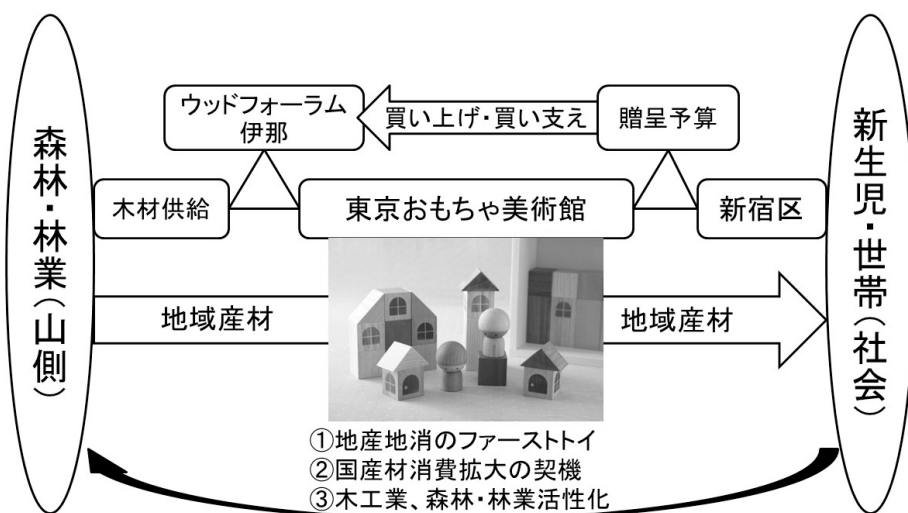 森林・林業（山側）
ウッドフォーラム
伊那
買い上げ・買い支え
贈呈予算
新生児・世帯（社会）
木材供給
東京おもちゃ美術館
新宿区
地域産材
地域産材
①地産地消のファーストトイ
②国産材消費拡大の契機
③木工業、森林・林業活性化